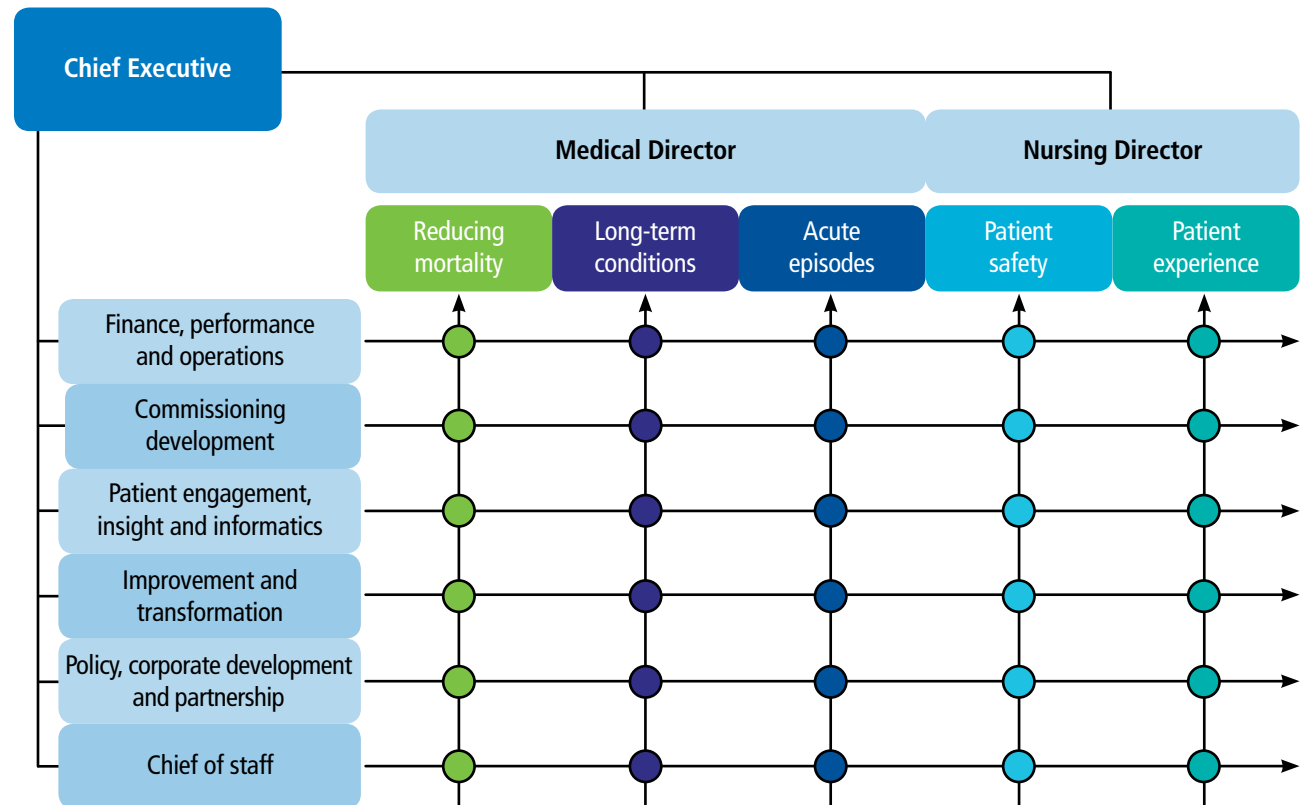 Chief Executive
Medical Director
Nursing Director
Reducing
mortality
Long-term
conditions
Acute
episodes
Patient
safety
Patient
experience
Finance, performance
and operations
Commissioning
development
Patient engagement,
insight and informatics
Improvement and
transformation
Policy, corporate development
and partnership
Chief of staff